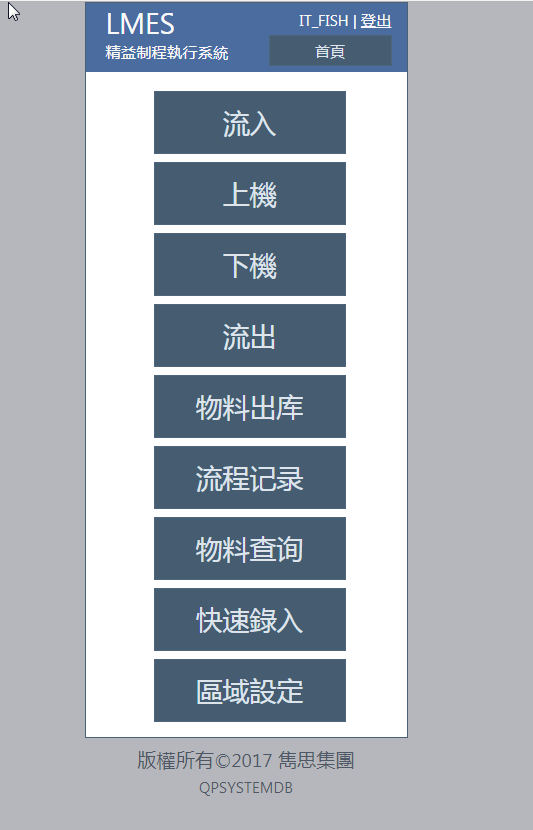 LMES
IT_FISH | 登出
精益制程執行系統
首頁
流入
上機
下機
流出
物料出库
流程记录
物料查询
快速錄入
區域設定
版權所有©2017 雋思集團
QPSYSTEMDB